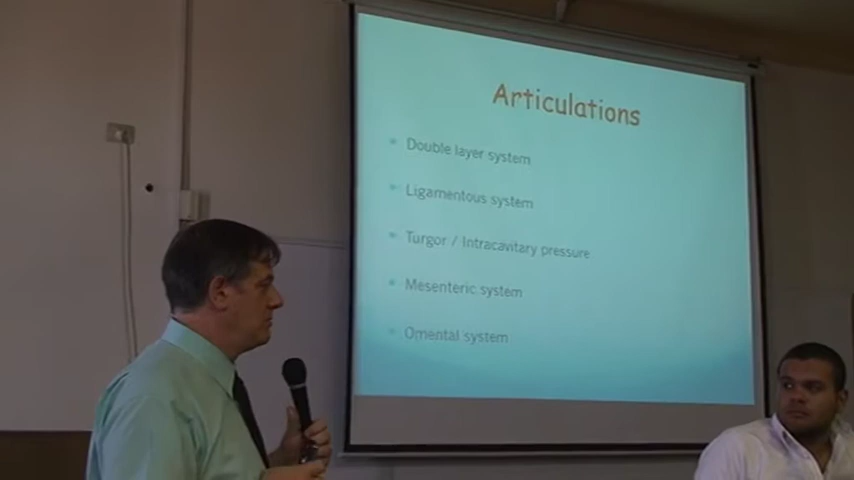 Articulations
Double layer system
Ligamentous system
Turgor / Intracavitary pressure
Mesenteric system
Omental system